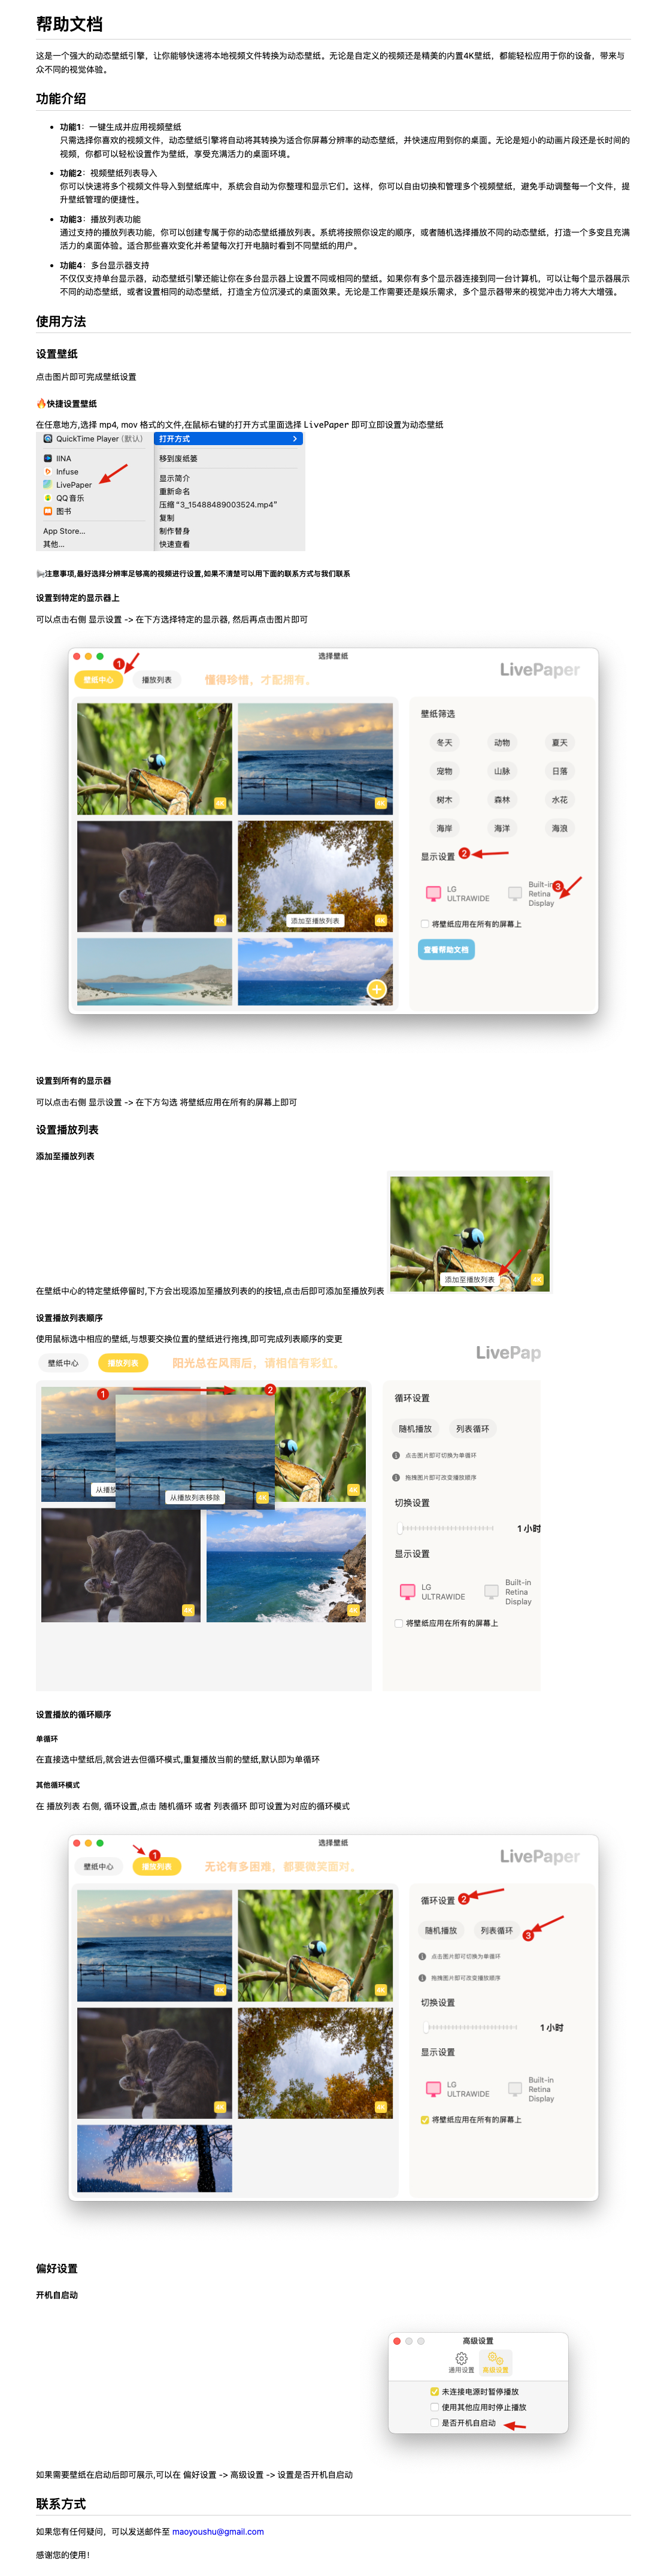 帮助文档
这是一个强大的动态壁纸引擎，让你能够快速将本地视频文件转换为动态壁纸。无论是自定义的视频还是精美的内置4K壁纸，都能轻松应用于你的设备，带来与
众不同的视觉体验。
功能介绍
• 功能1：一键生成并应用视频壁纸
只需选择你喜欢的视频文件，动态壁纸引擎将自动将其转换为适合你屏幕分辨率的动态壁纸，并快速应用到你的桌面。无论是短小的动画片段还是长时间的
视频，你都可以轻松设置作为壁纸，享受充满活力的桌面环境。
• 功能2：视频壁纸列表导入
你可以快速将多个视频文件导入到壁纸库中，系统会自动为你整理和显示它们。这样，你可以自由切换和管理多个视频壁纸，避免手动调整每一个文件，提
升壁纸管理的便捷性。
• 功能3：播放列表功能
通过支持的播放列表功能，你可以创建专属于你的动态壁纸播放列表。系统将按照你设定的顺序，或者随机选择播放不同的动态壁纸，打造一个多变且充满
活力的桌面体验。适合那些喜欢变化并希望每次打开电脑时看到不同壁纸的用户。
• 功能4：多台显示器支持
不仅仅支持单台显示器，动态壁纸引擎还能让你在多台显示器上设置不同或相同的壁纸。如果你有多个显示器连接到同一台计算机，可以让每个显示器展示
不同的动态壁纸，或者设置相同的动态壁纸，打造全方位沉浸式的桌面效果。无论是工作需要还是娱乐需求，多个显示器带来的视觉冲击力将大大增强。
使用方法
设置壁纸
点击图片即可完成壁纸设置
🔥快捷设置壁纸
在任意地方,选择 mp4, mov 格式的文件,在鼠标右键的打开方式里面选择 LivePaper 即可立即设置为动态壁纸
QuickTime Player (默认)
IINA
Infuse
LivePaper
QQ音乐
图书
App Store...
其他...
打开方式
移到废纸篓
显示简介
重新命名
压缩“3_15488489003524.mp4”
复制
制作替身
快速查看
注意事项,最好选择分辨率足够高的视频进行设置,如果不清楚可以用下面的联系方式与我们联系
设置到特定的显示器上
可以点击右侧 显示设置 -> 在下方选择特定的显示器, 然后再点击图片即可
选择壁纸
1
壁纸中心 播放列表 懂得珍惜，才配拥有。
LivePaper
4K
4K
4K
添加至播放列表
4K
壁纸筛选
冬天 动物 夏天
宠物 山脉 日落
树木 森林 水花
海岸 海洋 海浪
显示设置 2
LG
ULTRAWIDE
Built-in
Retina
Display
3
将壁纸应用在所有的屏幕上
查看帮助文档
设置到所有的显示器
可以点击右侧 显示设置 -> 在下方勾选 将壁纸应用在所有的屏幕上即可
设置播放列表
添加至播放列表
添加至播放列表
4K
在壁纸中心的特定壁纸停留时,下方会出现添加至播放列表的的按钮,点击后即可添加至播放列表
设置播放列表顺序
使用鼠标选中相应的壁纸,与想要交换位置的壁纸进行拖拽,即可完成列表顺序的变更
壁纸中心 播放列表 阳光总在风雨后，请相信有彩虹。
LivePap
1
2
从播放
从播放列表移除
4K
4K
4K
4K
循环设置
随机播放 列表循环
点击图片即可切换为单循环
拖拽图片即可改变播放顺序
切换设置
1 小时
显示设置
LG
ULTRAWIDE
Built-in
Retina
Display
将壁纸应用在所有的屏幕上
设置播放的循环顺序
单循环
在直接选中壁纸后,就会进去但循环模式,重复播放当前的壁纸,默认即为单循环
其他循环模式
在 播放列表 右侧, 循环设置,点击 随机循环 或者 列表循环 即可设置为对应的循环模式
选择壁纸
1
壁纸中心 播放列表 无论有多困难，都要微笑面对。
LivePaper
4K
4K
4K
4K
循环设置 2
随机播放 列表循环
3
点击图片即可切换为单循环
拖拽图片即可改变播放顺序
切换设置
1 小时
显示设置
LG
ULTRAWIDE
Built-in
Retina
Display
将壁纸应用在所有的屏幕上
偏好设置
开机自启动
高级设置
通用设置 高级设置
未连接电源时暂停播放
使用其他应用时停止播放
是否开机自启动
如果需要壁纸在启动后即可展示,可以在 偏好设置 -> 高级设置 -> 设置是否开机自启动
联系方式
如果您有任何疑问，可以发送邮件至 maoyoushu@gmail.com
感谢您的使用！